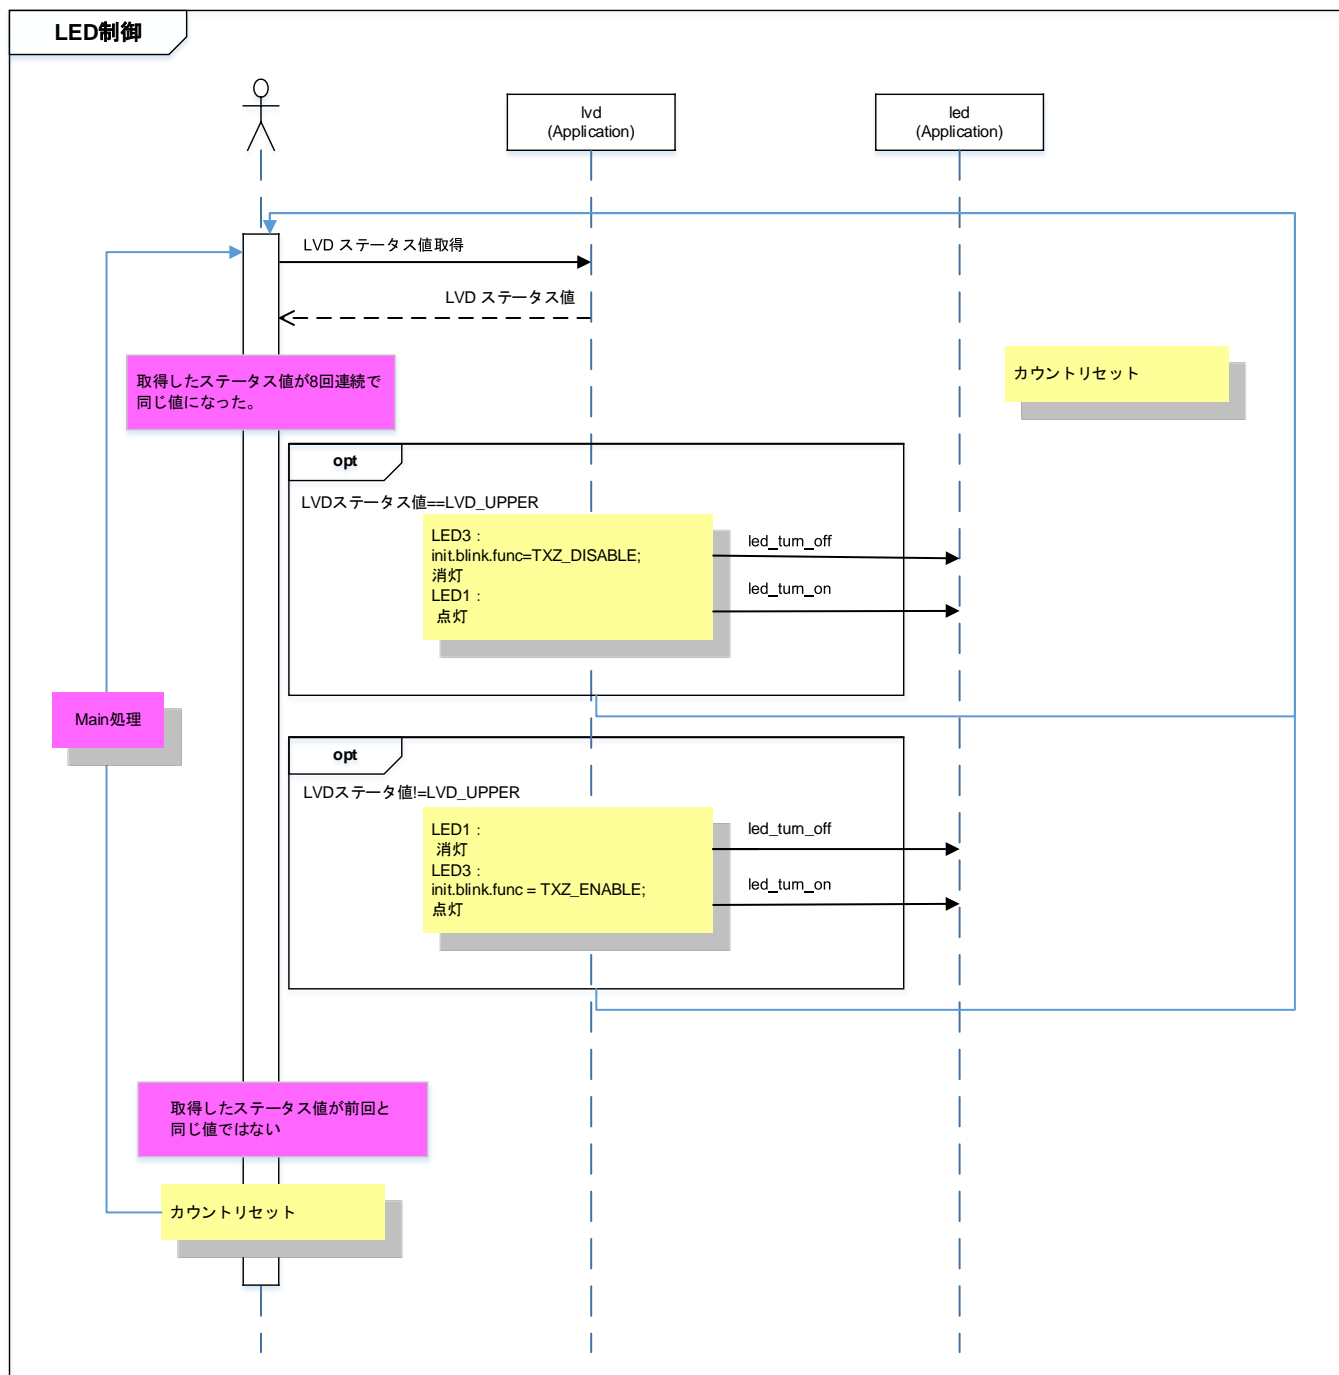 LED制御
lvd
(Application)
led
(Application)
LVD ステータス値取得
LVD ステータス値
取得したステータス値が8回連続で
同じ値になった。
カウントリセット
opt
LVDステータス値==LVD_UPPER
LED3：
init.blink.func=TXZ_DISABLE;
消灯
LED1：
点灯
led_turn_off
led_turn_on
Main処理
opt
LVDステータ値!=LVD_UPPER
LED1：
消灯
LED3：
init.blink.func = TXZ_ENABLE;
点灯
led_turn_off
led_turn_on
取得したステータス値が前回と
同じ値ではない
カウントリセット